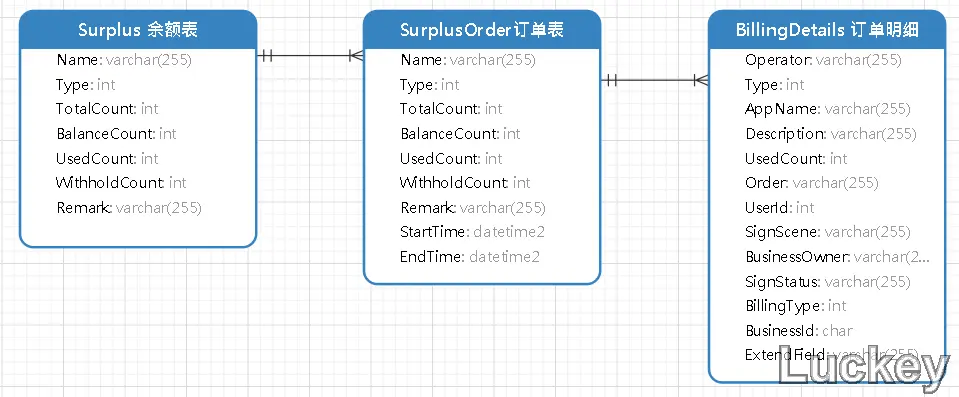 Surplus 余额表
Name: varchar(255)
Type: int
TotalCount: int
BalanceCount: int
UsedCount: int
WithholdCount: int
Remark: varchar(255)
SurplusOrder订单表
Name: varchar(255)
Type: int
TotalCount: int
BalanceCount: int
UsedCount: int
WithholdCount: int
Remark: varchar(255)
StartTime: datetime2
EndTime: datetime2
BillingDetails 订单明细
Operator: varchar(255)
Type: int
AppName: varchar(255)
Description: varchar(255)
UsedCount: int
Order: varchar(255)
UserId: int
SignScene: varchar(255)
BusinessOwner: varchar(2...
SignStatus: varchar(255)
BillingType: int
BusinessId: char
ExtendField: varchar(255)
Luckey